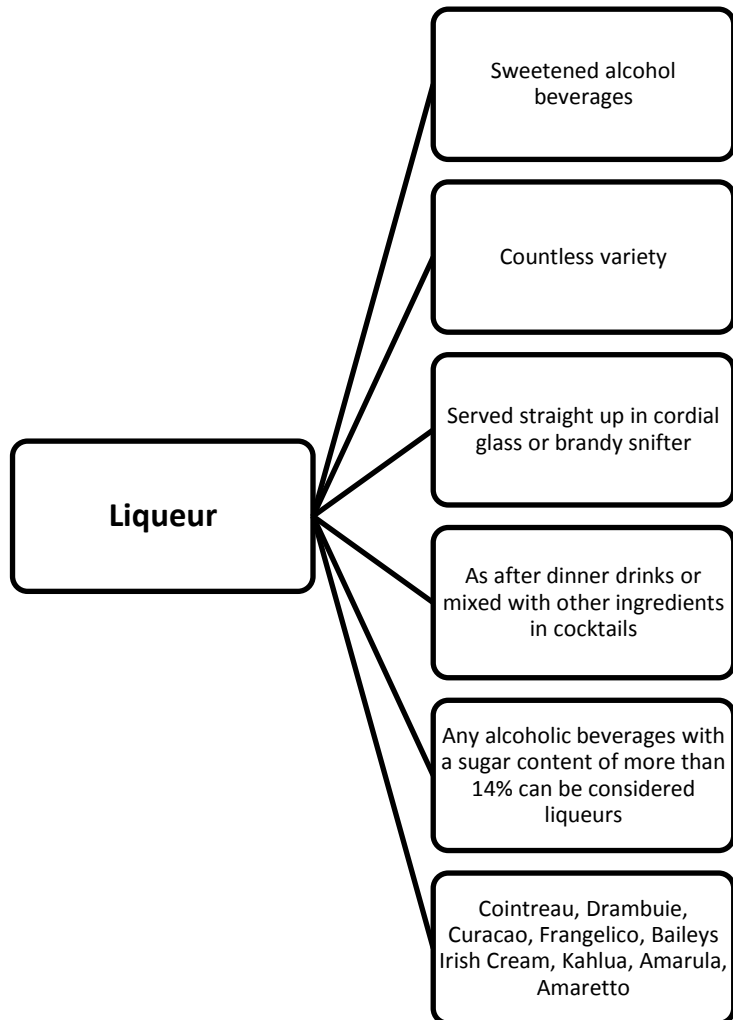 Liqueur
Sweetened alcohol
beverages
Countless variety
Served straight up in cordial
glass or brandy snifter
As after dinner drinks or
mixed with other ingredients
in cocktails
Any alcoholic beverages with
a sugar content of more than
14% can be considered
liqueurs
Cointreau, Drambuie,
Curacao, Frangelico, Baileys
Irish Cream, Kahlua, Amarula,
Amaretto